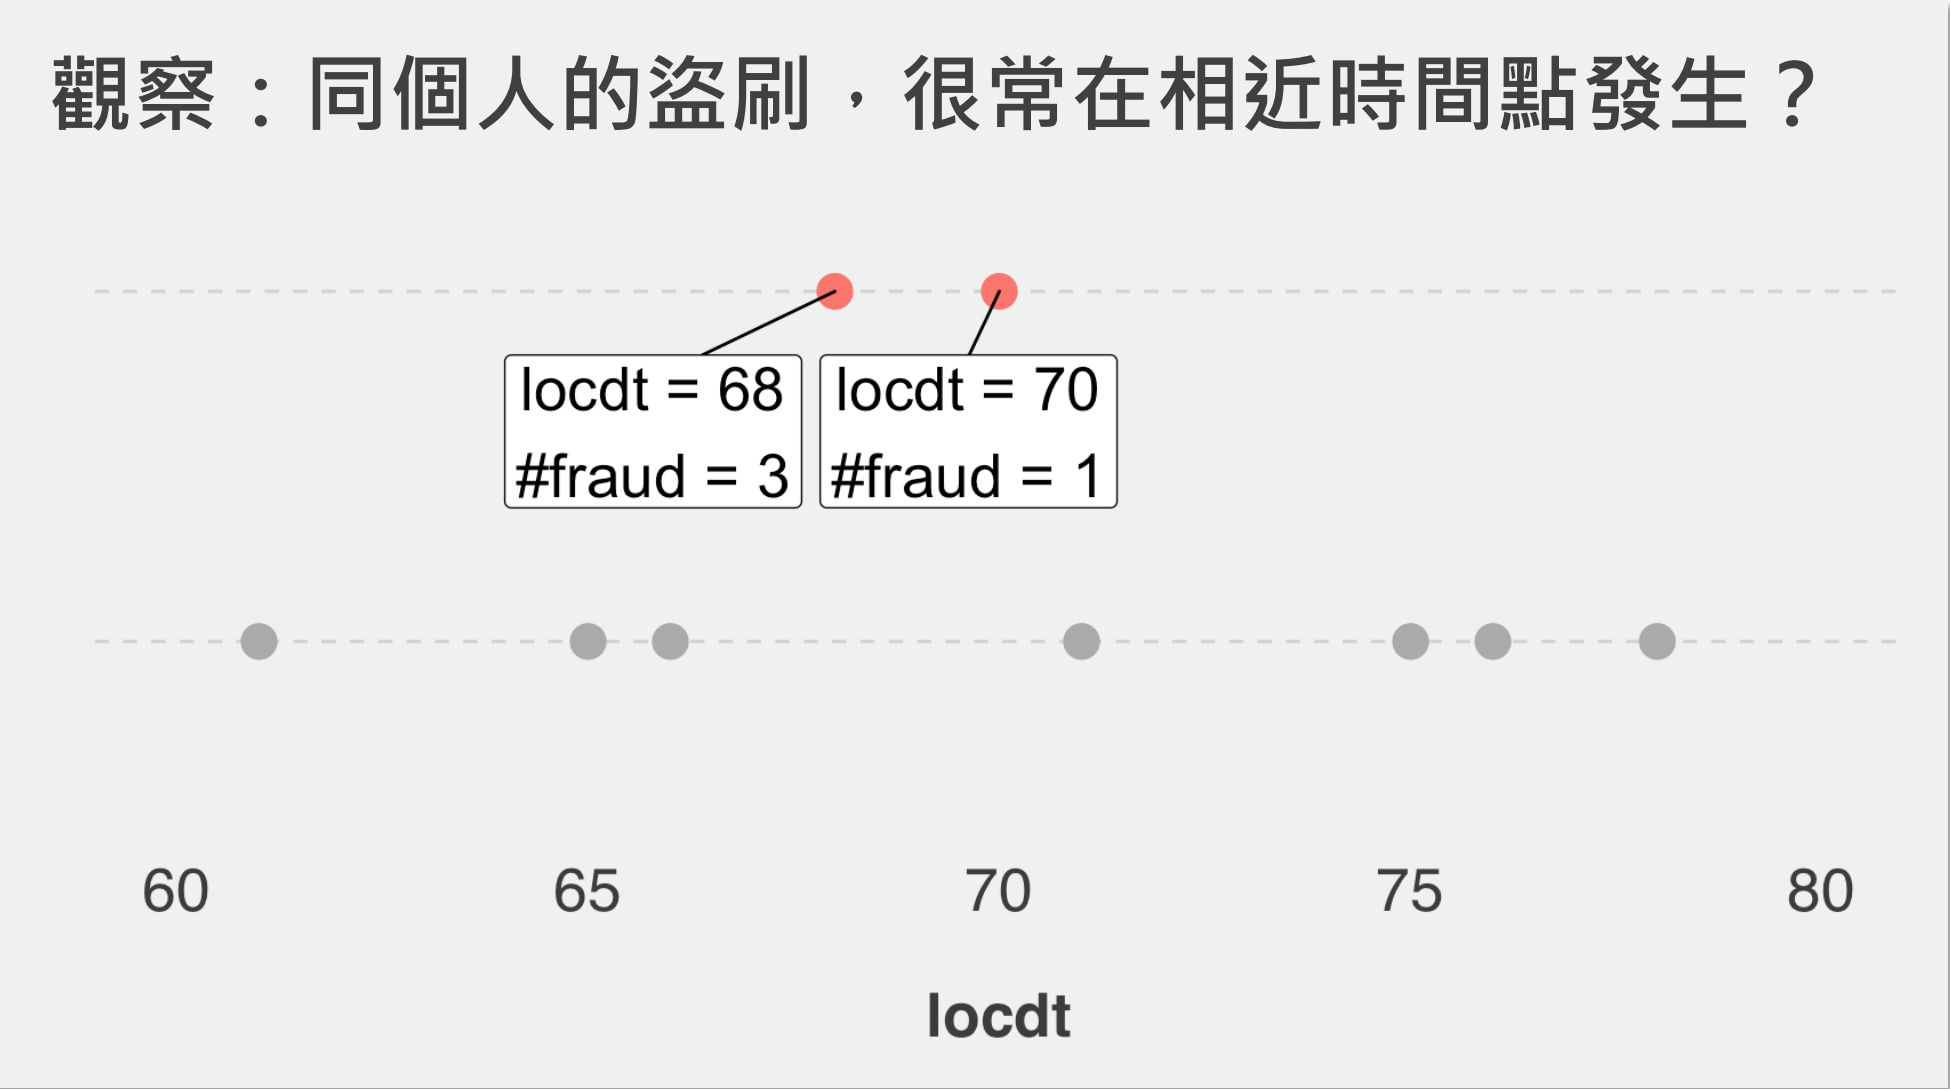 觀察：同個人的盜刷，很常在相近時間點發生？
locdt = 68
#fraud = 3
locdt = 70
#fraud = 1
60 65 70 75 80
locdt